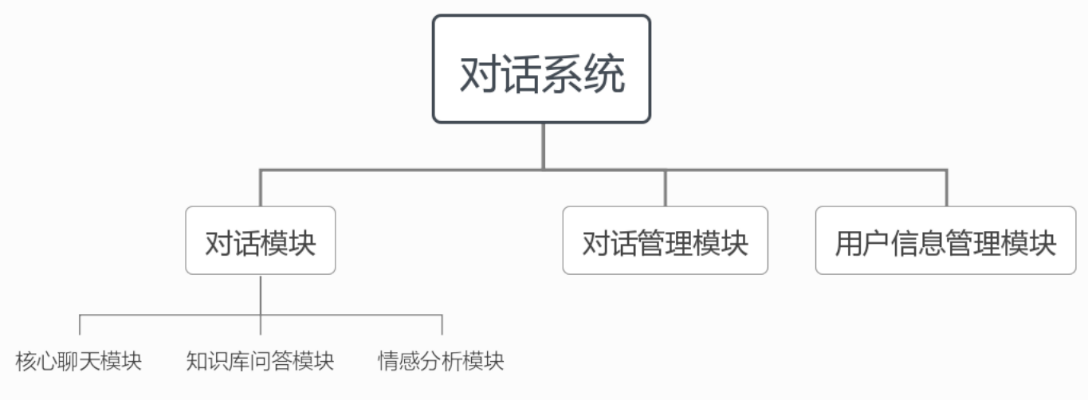 对话系统
对话模块
对话管理模块
用户信息管理模块
核心聊天模块
知识库问答模块
情感分析模块